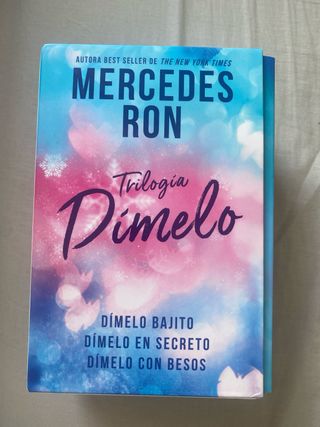 AUTORA BEST SELLER DE THE NEW YORK TIMES
MERCEDES
RON
Trilogía
Dímelo
DÍMELO BAJITO
DÍMELO EN SECRETO
DÍMELO CON BESOS